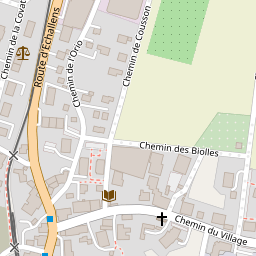 Chemin de la Covat
Route d'Echallens
Chemin de l'Orio
Chemin de Cousson
Chemin des Biolles
Chemin du Village